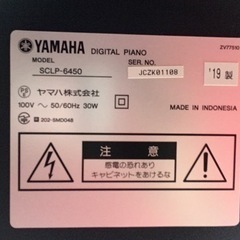 YAMAHA DIGITAL PIANO ZV77510
MODEL SCLP-6450
SER. NO. JCZK01108
'19 製
ヤマハ株式会社
100V ～ 50/60Hz 30W
202-SMD048
MADE IN INDONESIA
注 意
感電の恐れあり
キャビネットをあけるな